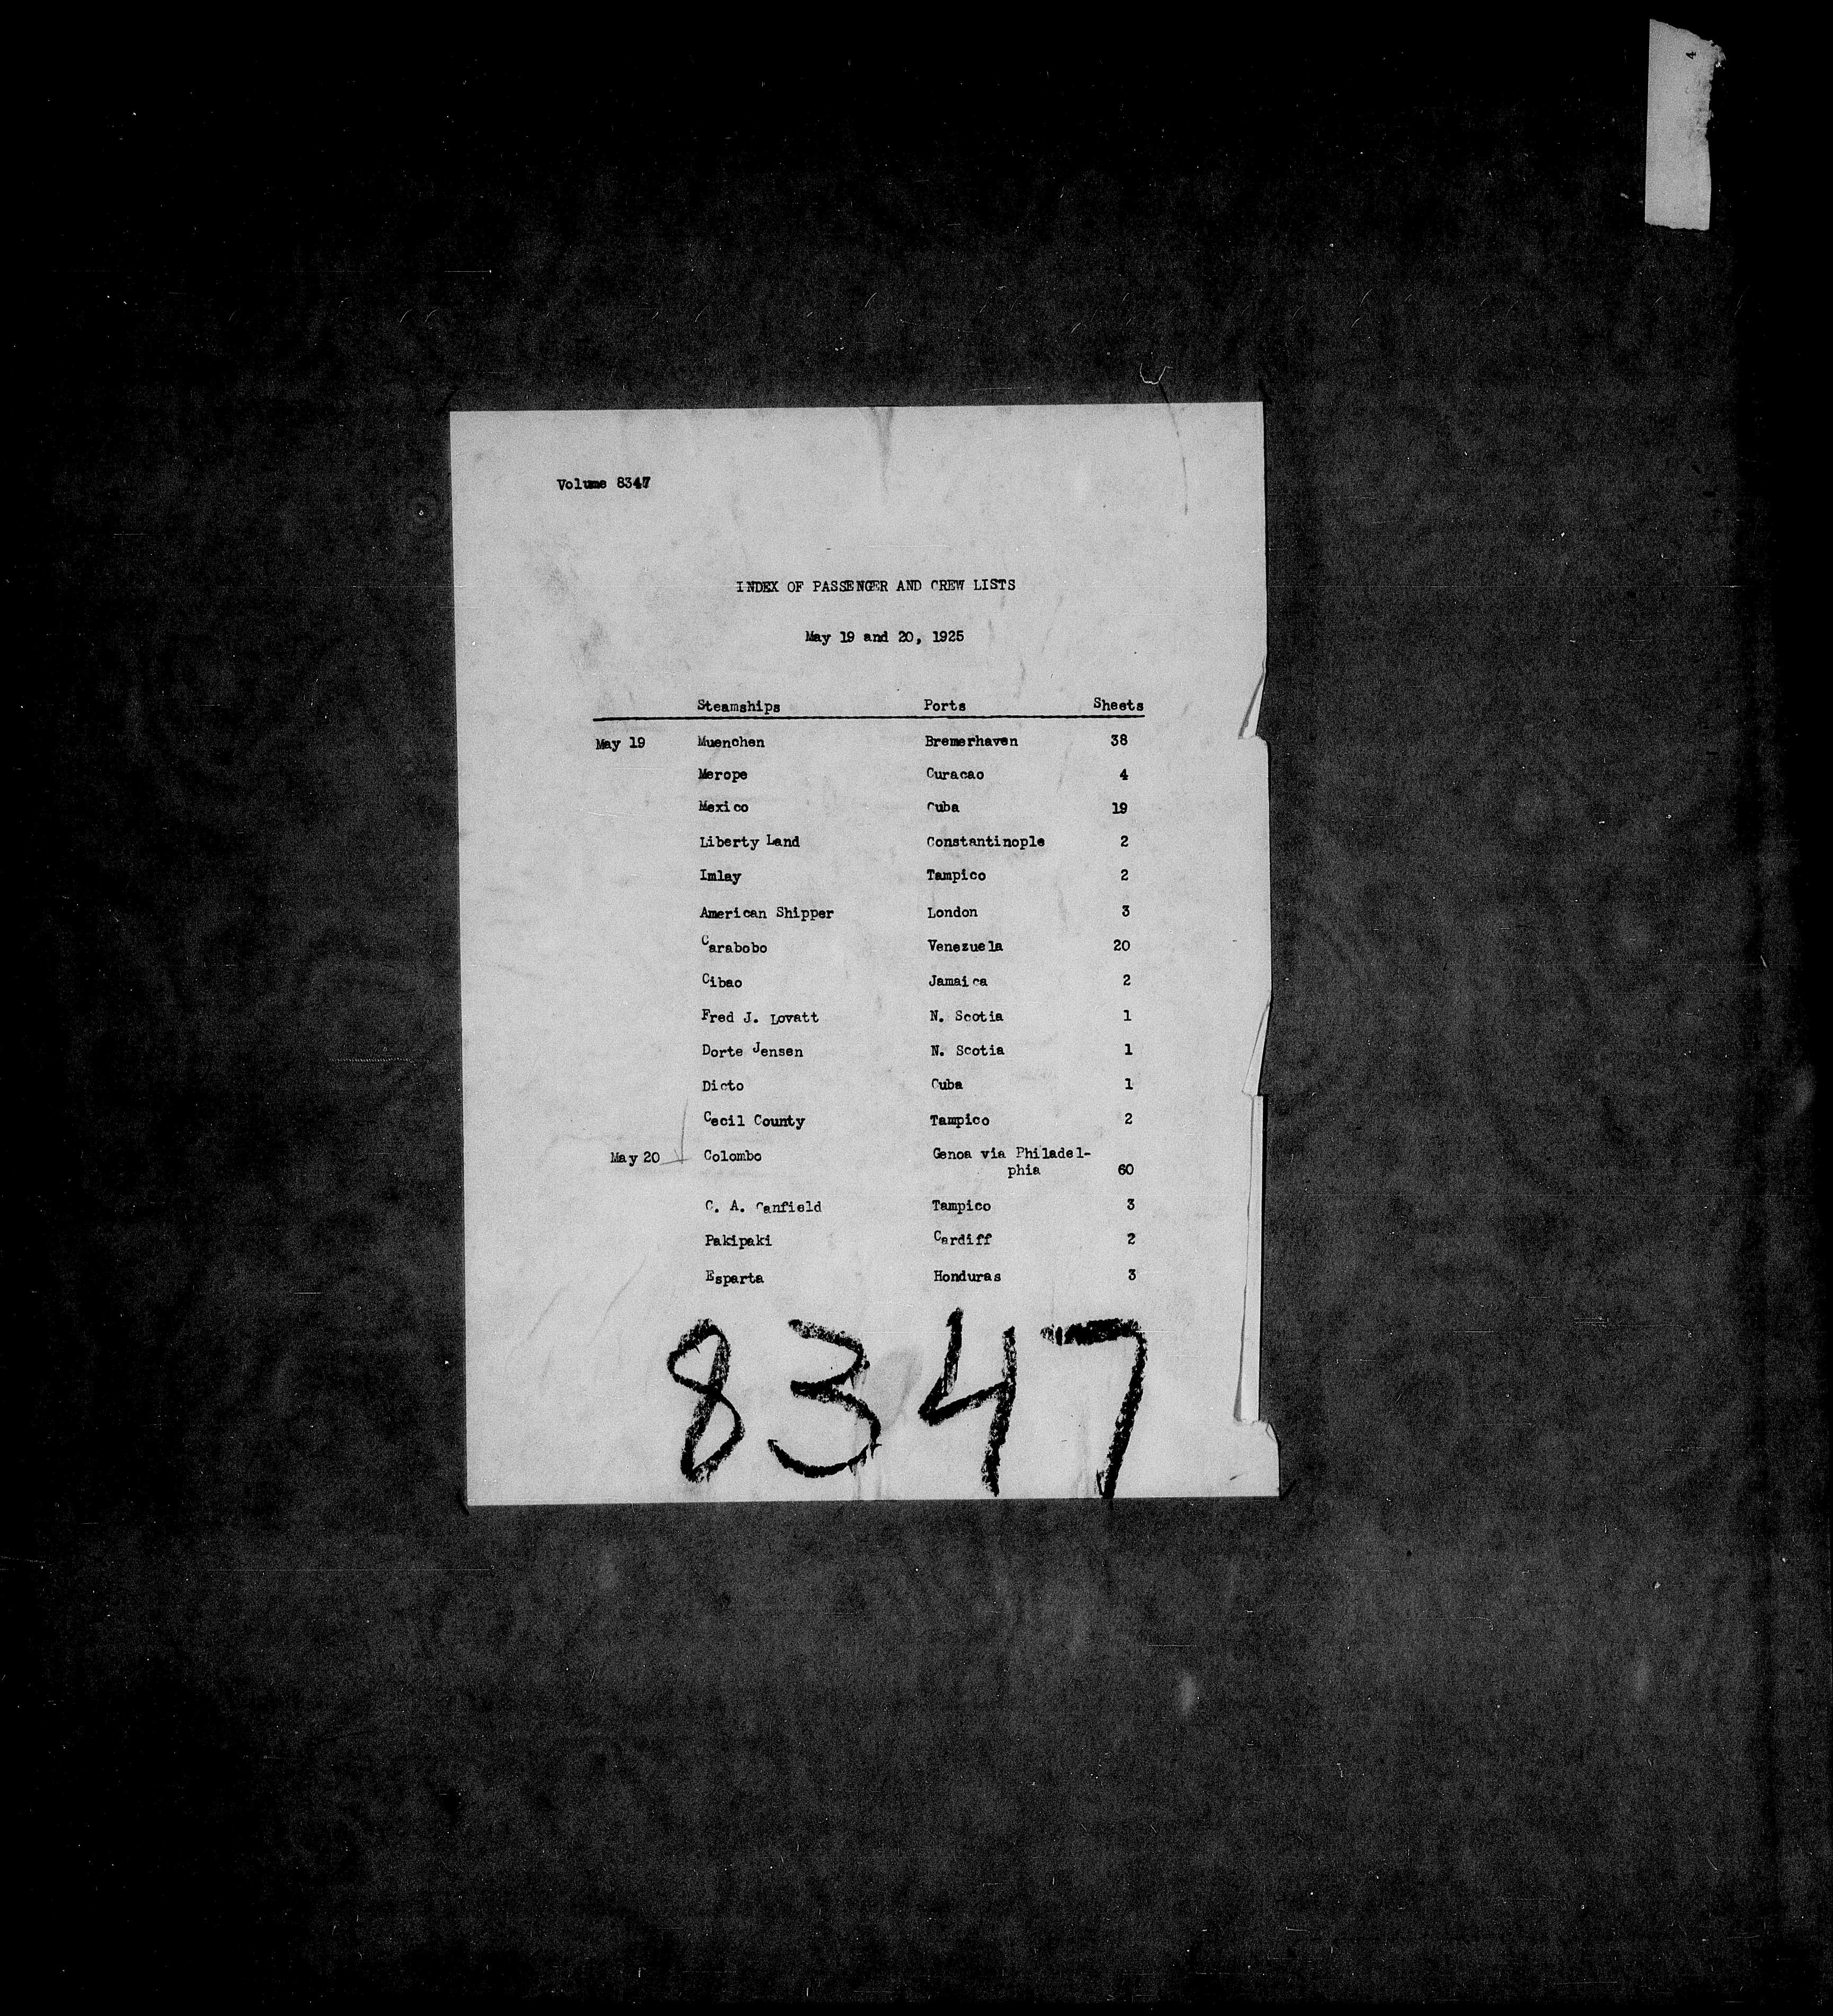 4
Volume 8347
INDEX OF PASSENGER AND CREW LISTS
May 19 and 20, 1925
Steamships Ports Sheets
May 19 Muenchen Bremerhaven 38
Merope Curacao 4
Mexico Cuba 19
Liberty Land Constantinople 2
Imlay Tampico 2
American Shipper London 3
Carabobo Venezuela 20
Cibao Jamaica 2
Fred J. Lovatt N. Scotia 1
Dorte Jensen N. Scotia 1
Dicto Cuba 1
Cecil County Tampico 2
May 20 Colombo Genoa via Philadel-
phia 60
C. A. Canfield Tampico 3
Pakipaki Cardiff 2
Esparta Honduras 3
8347